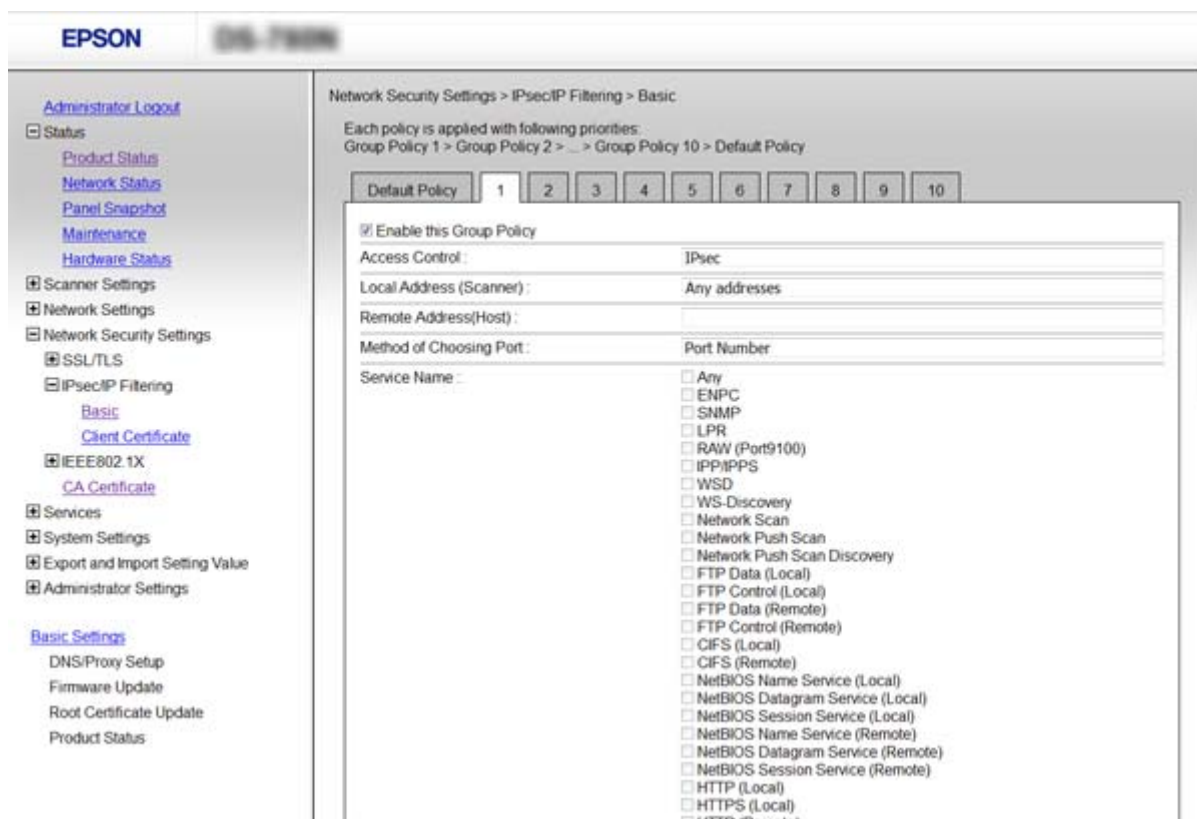 EPSON
Administrator Logout
Status
Product Status
Network Status
Panel Snapshot
Maintenance
Hardware Status
Scanner Settings
Network Settings
Network Security Settings
SSL/TLS
IPsec/IP Filtering
Basic
Client Certificate
IEEE802.1X
CA Certificate
Services
System Settings
Export and Import Setting Value
Administrator Settings
Basic Settings
DNS/Proxy Setup
Firmware Update
Root Certificate Update
Product Status
Network Security Settings > IPsec/IP Filtering > Basic
Each policy is applied with following priorities:
Group Policy 1 > Group Policy 2 > ... > Group Policy 10 > Default Policy
Default Policy 1 2 3 4 5 6 7 8 9 10
Enable this Group Policy
Access Control : IPsec
Local Address (Scanner) : Any addresses
Remote Address(Host) :
Method of Choosing Port : Port Number
Service Name : Any
ENPC
SNMP
LPR
RAW (Port9100)
IPP/IPPS
WSD
WS-Discovery
Network Scan
Network Push Scan
Network Push Scan Discovery
FTP Data (Local)
FTP Control (Local)
FTP Data (Remote)
FTP Control (Remote)
CIFS (Local)
CIFS (Remote)
NetBIOS Name Service (Local)
NetBIOS Datagram Service (Local)
NetBIOS Session Service (Local)
NetBIOS Name Service (Remote)
NetBIOS Datagram Service (Remote)
NetBIOS Session Service (Remote)
HTTP (Local)
HTTPS (Local)